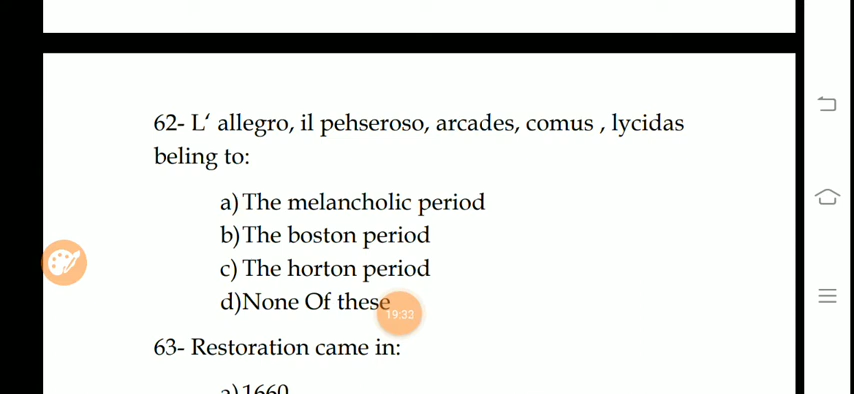 62- L‘ allegro, il pehseroso, arcades, comus , lycidas
beling to:
a) The melancholic period
b) The boston period
c) The horton period
d)None Of these
19:33
63- Restoration came in:
a) 1660